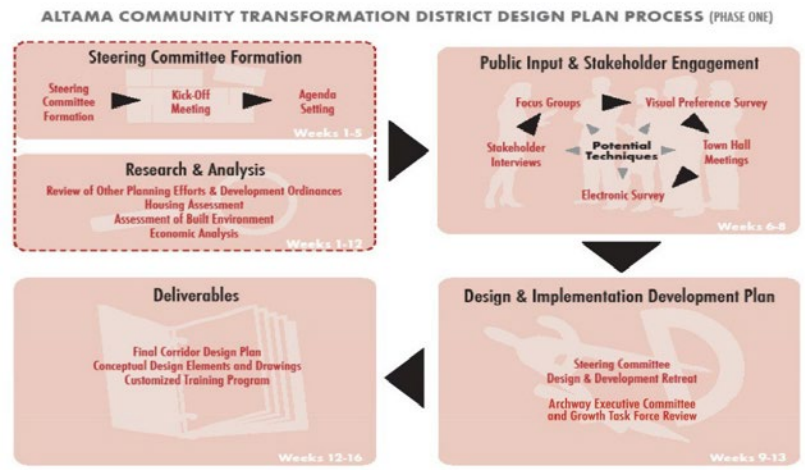 ALTAMA COMMUNITY TRANSFORMATION DISTRICT DESIGN PLAN PROCESS (PHASE ONE)
Steering Committee Formation
Steering
Committee
Formation
Kick-Off
Meeting
Agenda
Setting
Weeks 1-5
Research & Analysis
Review of Other Planning Efforts & Development Ordinances
Housing Assessment
Assessment of Built Environment
Economic Analysis
Weeks 1-12
Public Input & Stakeholder Engagement
Focus Groups
Visual Preference Survey
Stakeholder
Interviews
Potential
Techniques
Town Hall
Meetings
Electronic Survey
Weeks 6-8
Design & Implementation Development Plan
Steering Committee
Design & Development Retreat
Archway Executive Committee
and Growth Task Force Review
Weeks 9-13
Deliverables
Final Corridor Design Plan
Conceptual Design Elements and Drawings
Customized Training Program
Weeks 12-16